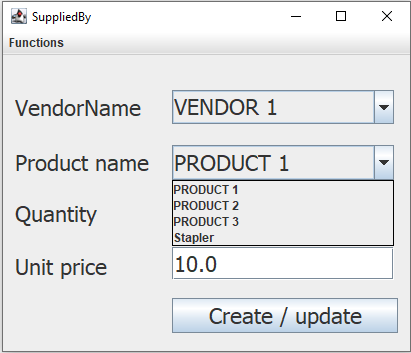 SuppliedBy
Functions
VendorName
VENDOR 1
Product name
PRODUCT 1
PRODUCT 1
PRODUCT 2
PRODUCT 3
Stapler
Quantity
Unit price
10.0
Create / update